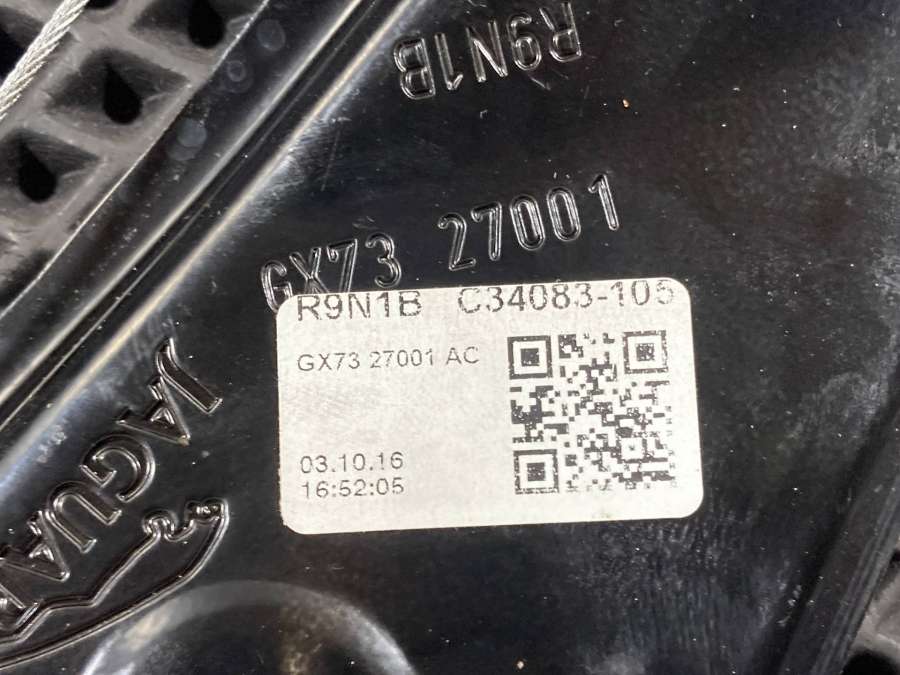 R9N1B
GX73 27001
R9N1B C34083-105
GX73 27001 AC
03.10.16
16:52:05
JAGUAR